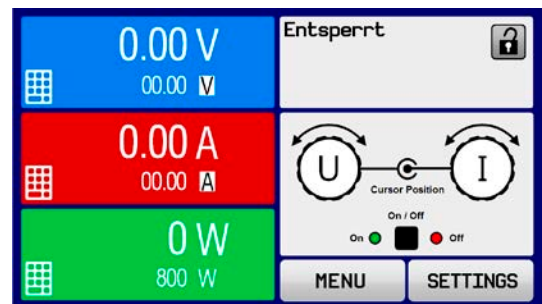 0.00 V
00.00 V
0.00 A
00.00 A
0 W
800 W
Entsperrt
U
I
Cursor Position
On / Off
On
Off
MENU
SETTINGS